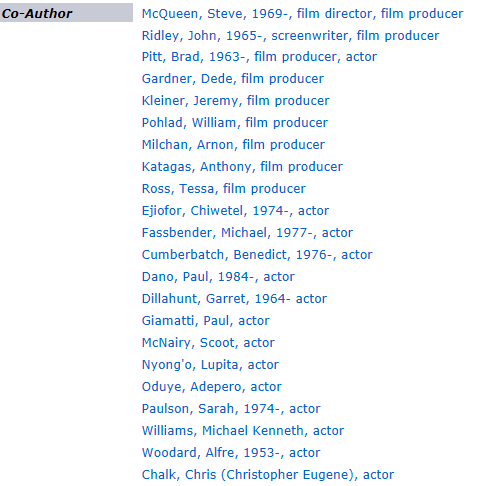 Co-Author
McQueen, Steve, 1969-, film director, film producer
Ridley, John, 1965-, screenwriter, film producer
Pitt, Brad, 1963-, film producer, actor
Gardner, Dede, film producer
Kleiner, Jeremy, film producer
Pohlad, William, film producer
Milchan, Arnon, film producer
Katagas, Anthony, film producer
Ross, Tessa, film producer
Ejiofor, Chiwetel, 1974-, actor
Fassbender, Michael, 1977-, actor
Cumberbatch, Benedict, 1976-, actor
Dano, Paul, 1984-, actor
Dillahunt, Garret, 1964- actor
Giamatti, Paul, actor
McNairy, Scoot, actor
Nyong'o, Lupita, actor
Oduye, Adepero, actor
Paulson, Sarah, 1974-, actor
Williams, Michael Kenneth, actor
Woodard, Alfre, 1953-, actor
Chalk, Chris (Christopher Eugene), actor